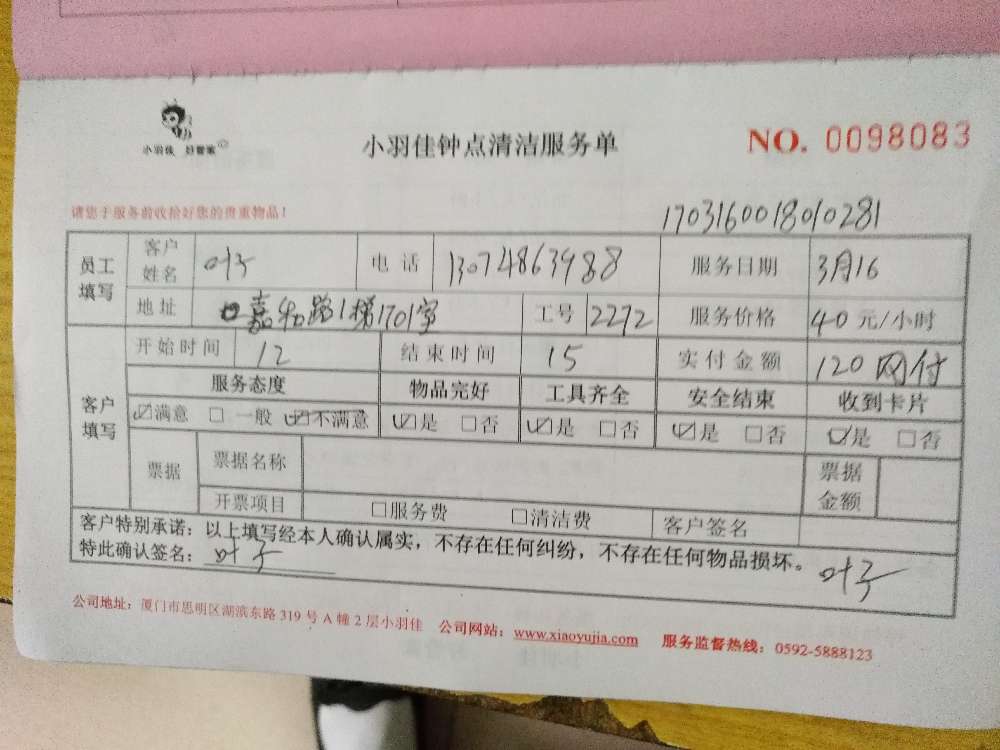 小羽佳 好管家
小羽佳钟点清洁服务单
NO. 0098083
请您于服务前收拾好您的贵重物品!
170316001801 0281
员工填写 客户姓名 叶子 电话 13074863988 服务日期 3月16
地址 嘉和路1梯1701室 工号 2272 服务价格 40 元/小时
客户填写 开始时间 12 结束时间 15 实付金额 120 网付
服务态度 物品完好 工具齐全 安全结束 收到卡片
☑满意 □一般 ☑不满意 ☑是 □否 ☑是 □否 ☑是 □否 ☑是 □否
票据 票据名称 票据金额
开票项目 □服务费 □清洁费 客户签名
客户特别承诺:以上填写经本人确认属实,不存在任何纠纷,不存在任何物品损坏。
特此确认签名: 叶子 叶子
公司地址:厦门市思明区湖滨东路 319 号 A 幢 2 层小羽佳 公司网站:www.xiaoyujia.com 服务监督热线:0592-5888123